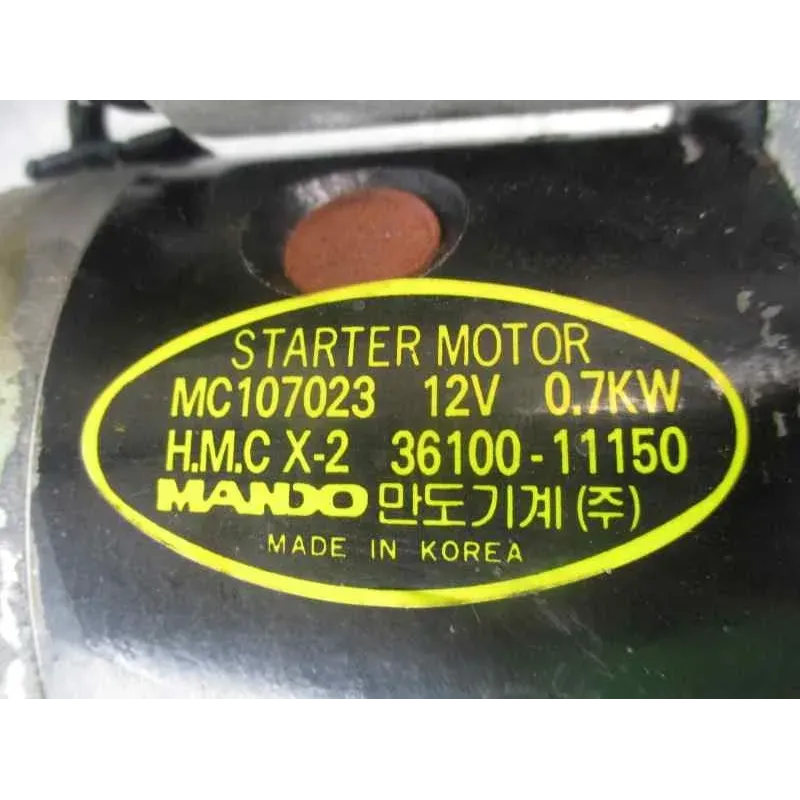 STARTER MOTOR
MC107023 12V 0.7KW
H.M.C X-2 36100-11150
MANDO 만도기계(주)
MADE IN KOREA